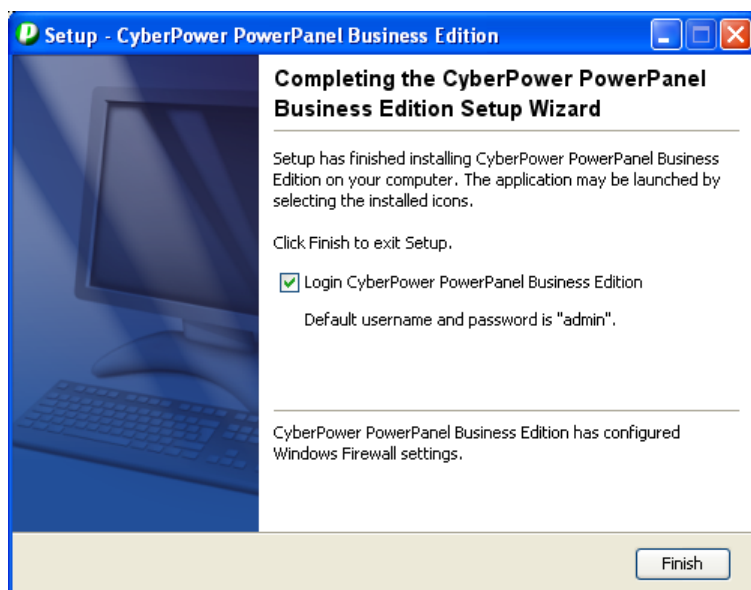 Setup - CyberPower PowerPanel Business Edition
Completing the CyberPower PowerPanel
Business Edition Setup Wizard
Setup has finished installing CyberPower PowerPanel Business
Edition on your computer. The application may be launched by
selecting the installed icons.
Click Finish to exit Setup.
Login CyberPower PowerPanel Business Edition
Default username and password is "admin".
CyberPower PowerPanel Business Edition has configured
Windows Firewall settings.
Finish